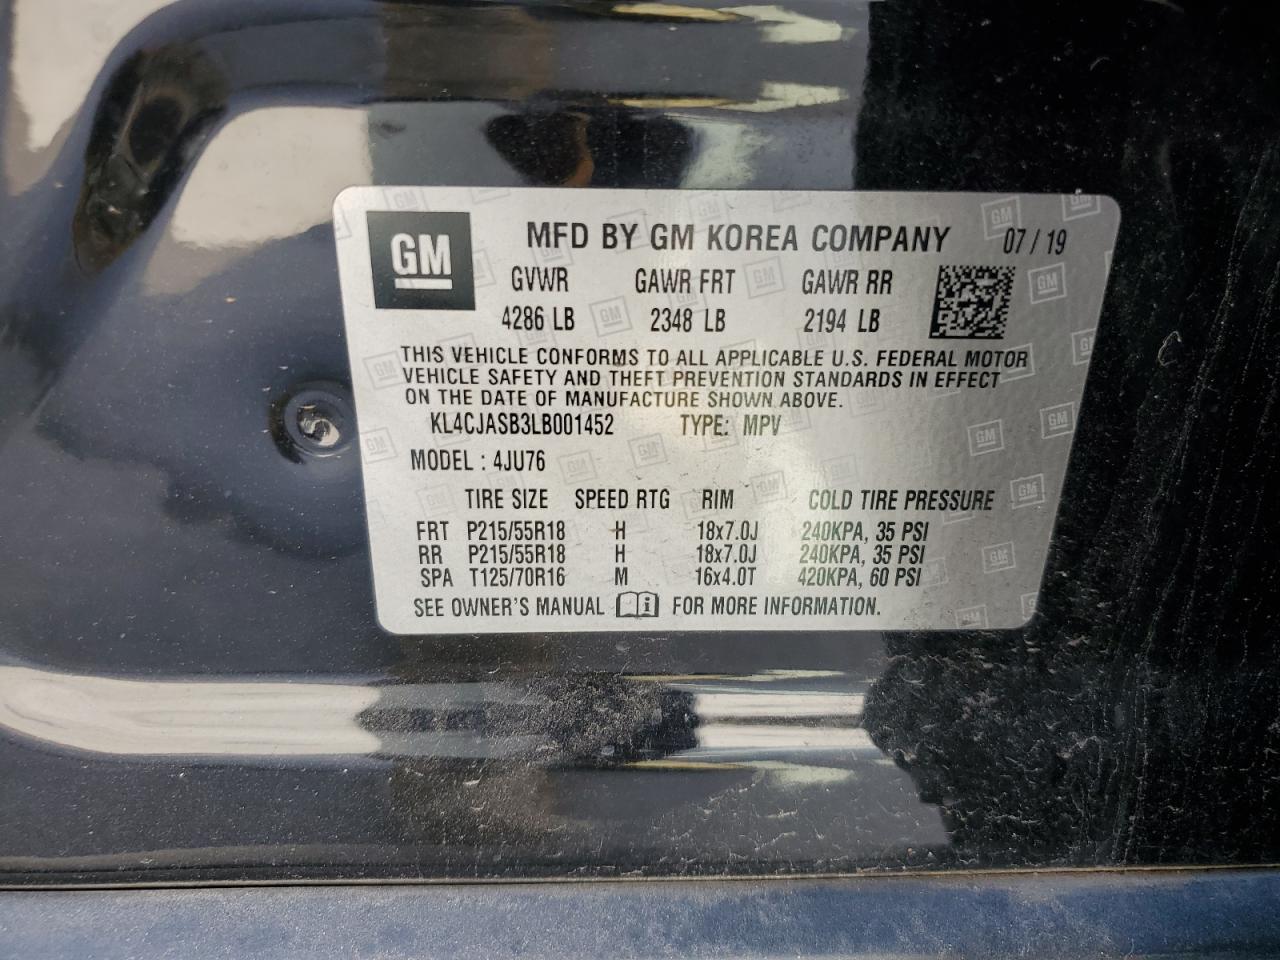 GM
MFD BY GM KOREA COMPANY 07 / 19
GVWR GAWR FRT GAWR RR
4286 LB 2348 LB 2194 LB
THIS VEHICLE CONFORMS TO ALL APPLICABLE U.S. FEDERAL MOTOR
VEHICLE SAFETY AND THEFT PREVENTION STANDARDS IN EFFECT
ON THE DATE OF MANUFACTURE SHOWN ABOVE.
KL4CJASB3LB001452 TYPE: MPV
MODEL : 4JU76
TIRE SIZE SPEED RTG RIM COLD TIRE PRESSURE
FRT P215/55R18 H 18x7.0J 240KPA, 35 PSI
RR P215/55R18 H 18x7.0J 240KPA, 35 PSI
SPA T125/70R16 M 16x4.0T 420KPA, 60 PSI
SEE OWNER'S MANUAL i FOR MORE INFORMATION.